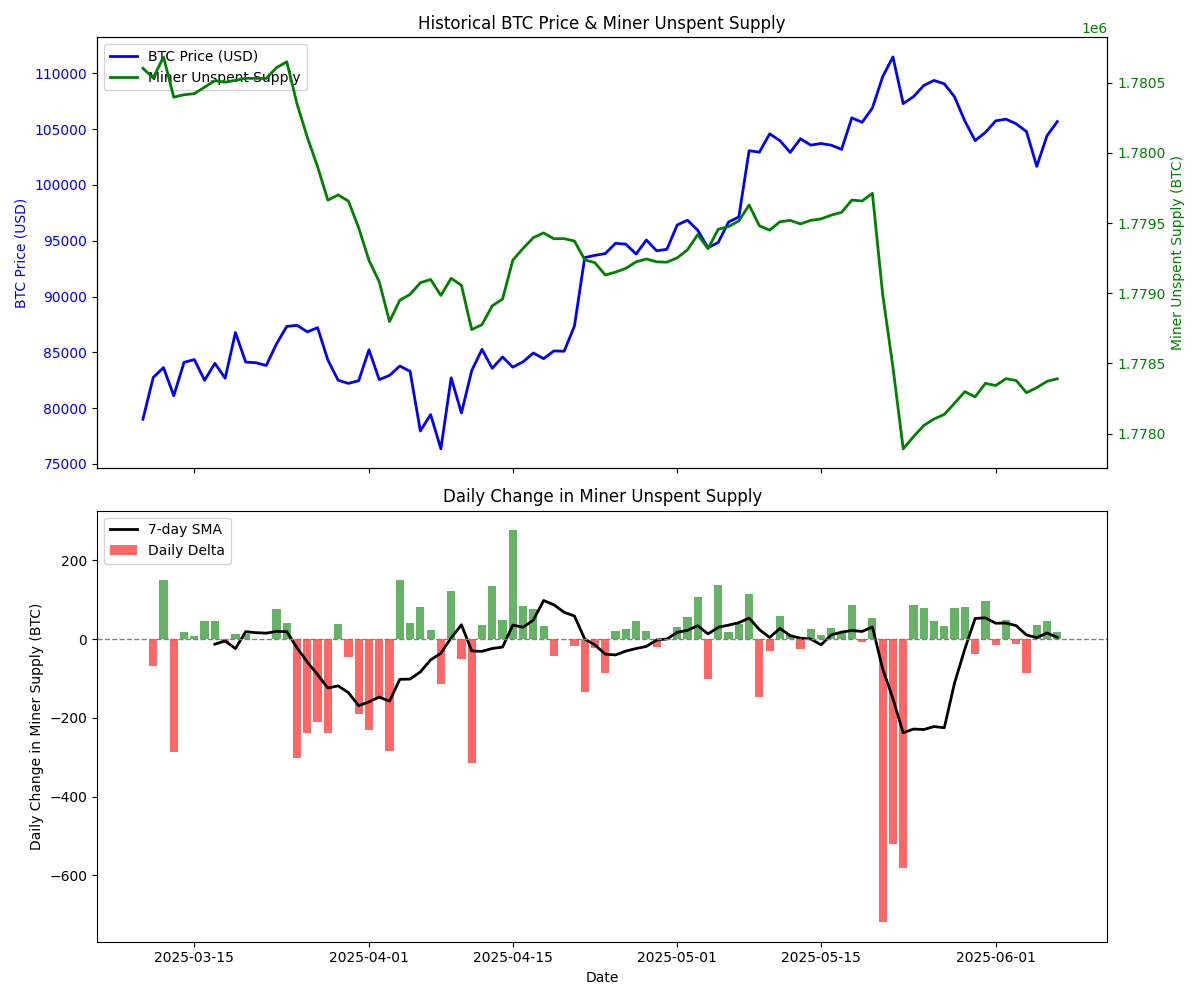 Historical BTC Price & Miner Unspent Supply
1e6
BTC Price (USD)
Miner Unspent Supply
110000
105000
100000
95000
90000
85000
80000
75000
BTC Price (USD)
1.7805
1.7800
1.7795
1.7790
1.7785
1.7780
Miner Unspent Supply (BTC)
Daily Change in Miner Unspent Supply
7-day SMA
Daily Delta
200
0
−200
−400
−600
Daily Change in Miner Supply (BTC)
2025-03-15 2025-04-01 2025-04-15 2025-05-01 2025-05-15 2025-06-01
Date